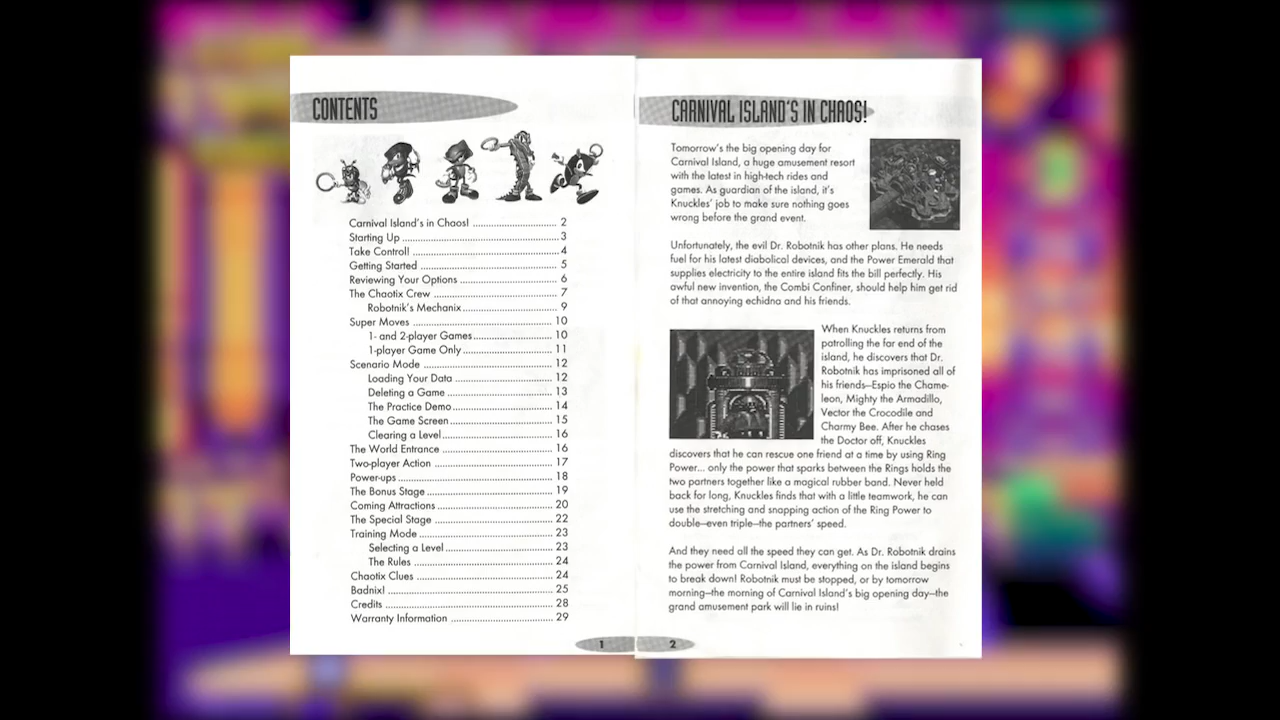 CONTENTS
Carnival Island's in Chaos! ........ 2
Starting Up ........ 3
Take Control! ........ 4
Getting Started ........ 5
Reviewing Your Options ........ 6
The Chaotix Crew ........ 7
Robotnik's Mechanix ........ 9
Super Moves ........ 10
1- and 2-player Games ........ 10
1-player Game Only ........ 11
Scenario Mode ........ 12
Loading Your Data ........ 12
Deleting a Game ........ 13
The Practice Demo ........ 14
The Game Screen ........ 15
Clearing a Level ........ 16
The World Entrance ........ 16
Two-player Action ........ 17
Power-ups ........ 18
The Bonus Stage ........ 19
Coming Attractions ........ 20
The Special Stage ........ 22
Training Mode ........ 23
Selecting a Level ........ 23
The Rules ........ 24
Chaotix Clues ........ 24
Badnix! ........ 25
Credits ........ 28
Warranty Information ........ 29
1
CARNIVAL ISLAND'S IN CHAOS!
Tomorrow's the big opening day for
Carnival Island, a huge amusement resort
with the latest in high-tech rides and
games. As guardian of the island, it's
Knuckles' job to make sure nothing goes
wrong before the grand event.
Unfortunately, the evil Dr. Robotnik has other plans. He needs
fuel for his latest diabolical devices, and the Power Emerald that
supplies electricity to the entire island fits the bill perfectly. His
awful new invention, the Combi Confiner, should help him get rid
of that annoying echidna and his friends.
When Knuckles returns from
patrolling the far end of the
island, he discovers that Dr.
Robotnik has imprisoned all of
his friends—Espio the Chame-
leon, Mighty the Armadillo,
Vector the Crocodile and
Charmy Bee. After he chases
the Doctor off, Knuckles
discovers that he can rescue one friend at a time by using Ring
Power... only the power that sparks between the Rings holds the
two partners together like a magical rubber band. Never held
back for long, Knuckles finds that with a little teamwork, he can
use the stretching and snapping action of the Ring Power to
double—even triple—the partners' speed.
And they need all the speed they can get. As Dr. Robotnik drains
the power from Carnival Island, everything on the island begins
to break down! Robotnik must be stopped, or by tomorrow
morning—the morning of Carnival Island's big opening day—the
grand amusement park will lie in ruins!
2